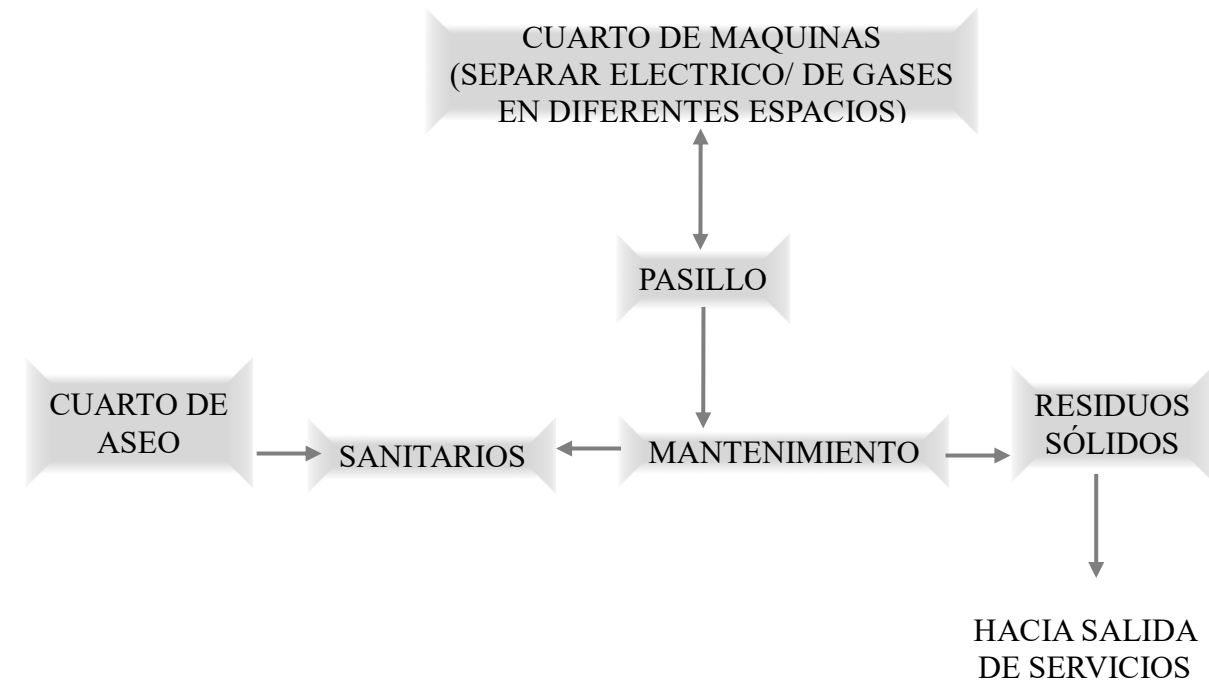 CUARTO DE MAQUINAS
(SEPARAR ELECTRICO/ DE GASES
EN DIFERENTES ESPACIOS)
PASILLO
CUARTO DE
ASEO
SANITARIOS
MANTENIMIENTO
RESIDUOS
SÓLIDOS
HACIA SALIDA
DE SERVICIOS